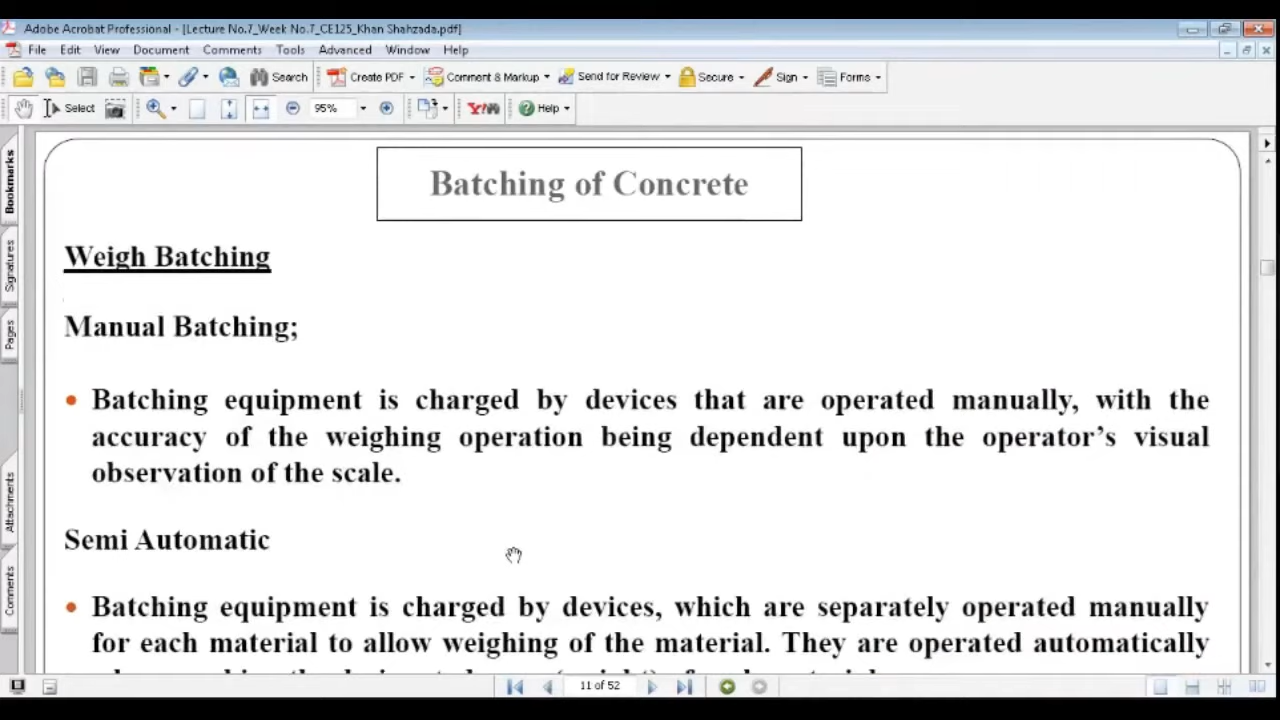 Adobe Acrobat Professional - [Lecture No.7_Week No.7_CE125_Khan Shahzada.pdf]
File Edit View Document Comments Tools Advanced Window Help
Search Create PDF Comment & Markup Send for Review Secure Sign Forms
Select 95% Y! Help
Bookmarks
Signatures
Pages
Attachments
Comments
Batching of Concrete
Weigh Batching
Manual Batching;
• Batching equipment is charged by devices that are operated manually, with the
accuracy of the weighing operation being dependent upon the operator's visual
observation of the scale.
Semi Automatic
• Batching equipment is charged by devices, which are separately operated manually
for each material to allow weighing of the material. They are operated automatically
11 of 52